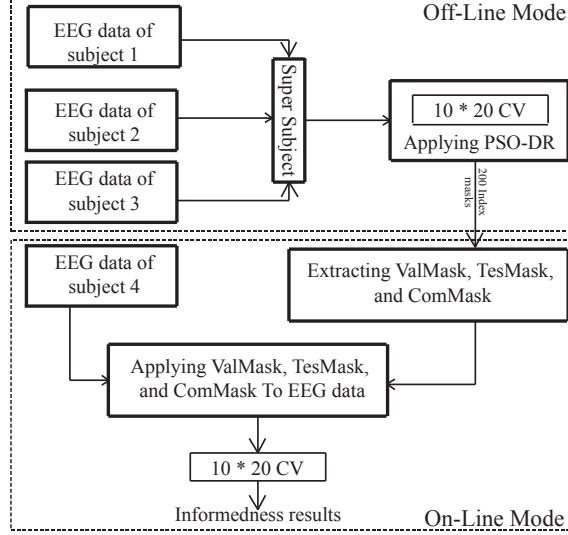 Off-Line Mode
EEG data of
subject 1
EEG data of
subject 2
EEG data of
subject 3
Super Subject
10 * 20 CV
Applying PSO-DR
200 Index
masks
EEG data of
subject 4
Extracting ValMask, TesMask,
and ComMask
Applying ValMask, TesMask,
and ComMask To EEG data
10 * 20 CV
Informedness results
On-Line Mode